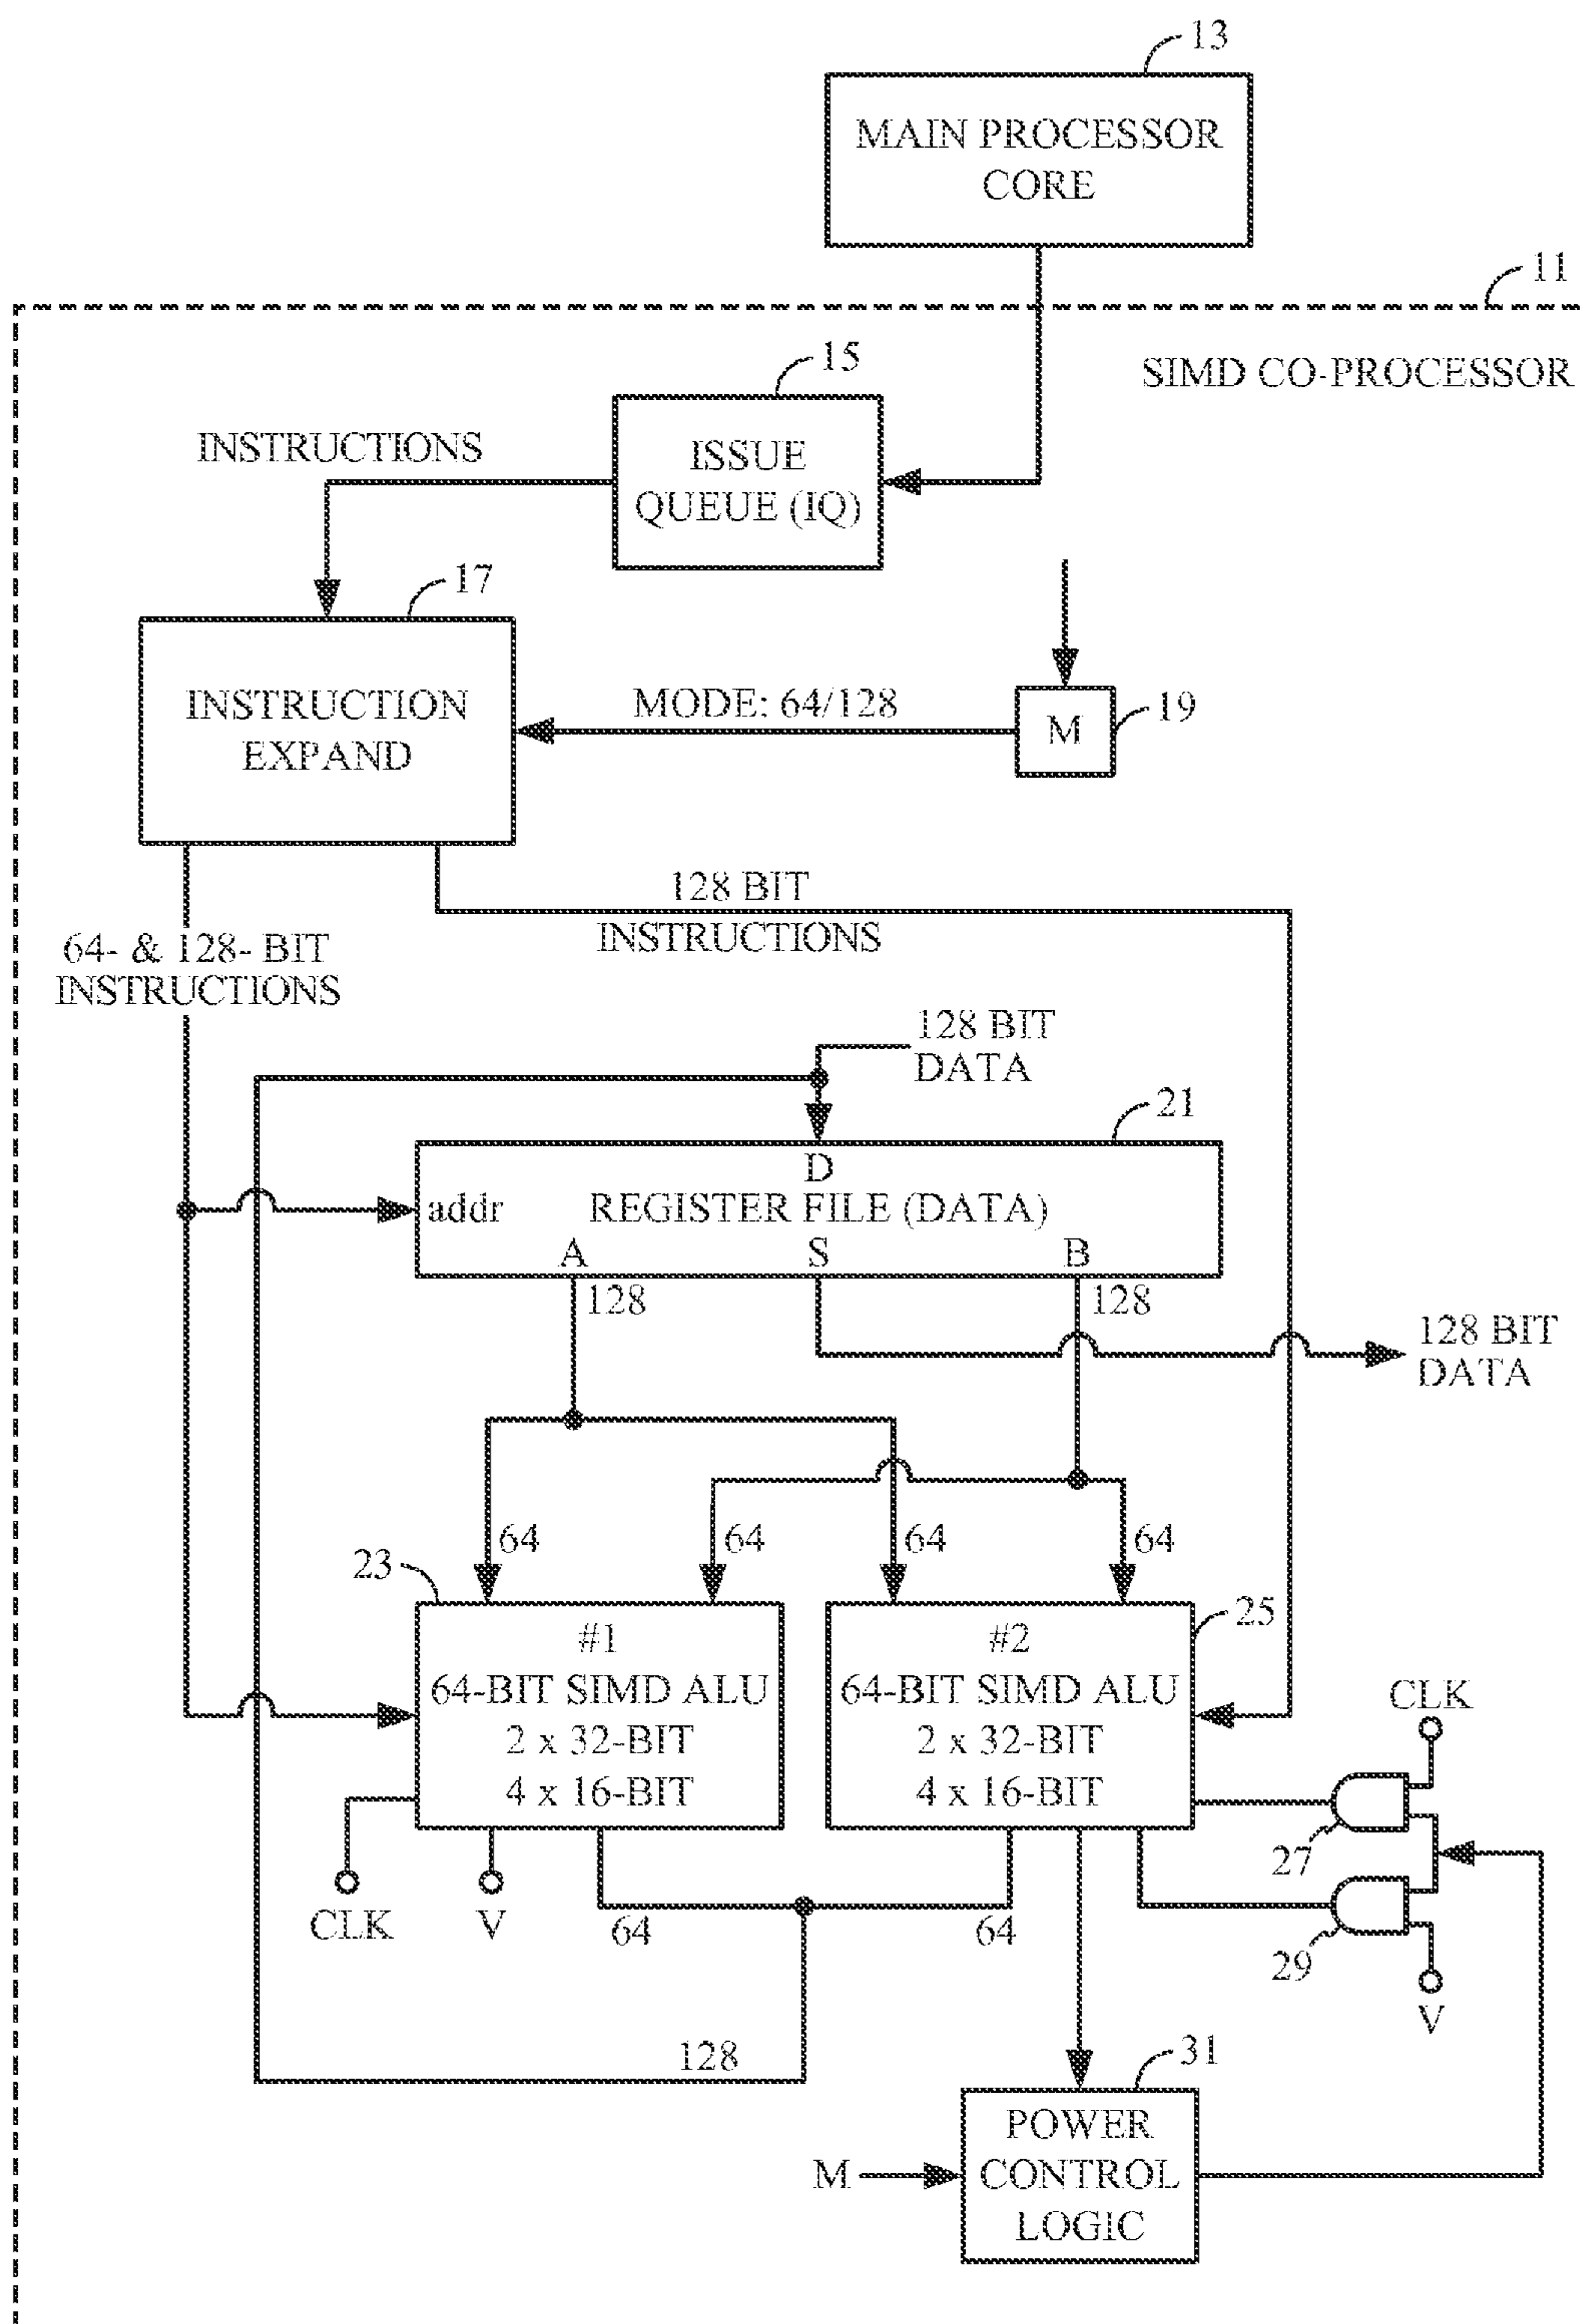 13
MAIN PROCESSOR
CORE
11
SIMD CO-PROCESSOR
15
ISSUE
QUEUE (IQ)
INSTRUCTIONS
17
INSTRUCTION
EXPAND
MODE: 64/128
M
19
128 BIT
INSTRUCTIONS
64- & 128- BIT
INSTRUCTIONS
128 BIT
DATA
21
D
addr REGISTER FILE (DATA)
A S B
128 128
128 BIT
DATA
64 64 64 64
23
#1
64-BIT SIMD ALU
2 x 32-BIT
4 x 16-BIT
25
#2
64-BIT SIMD ALU
2 x 32-BIT
4 x 16-BIT
CLK
27
29
V
CLK
V
64
64
128
31
POWER
CONTROL
LOGIC
M